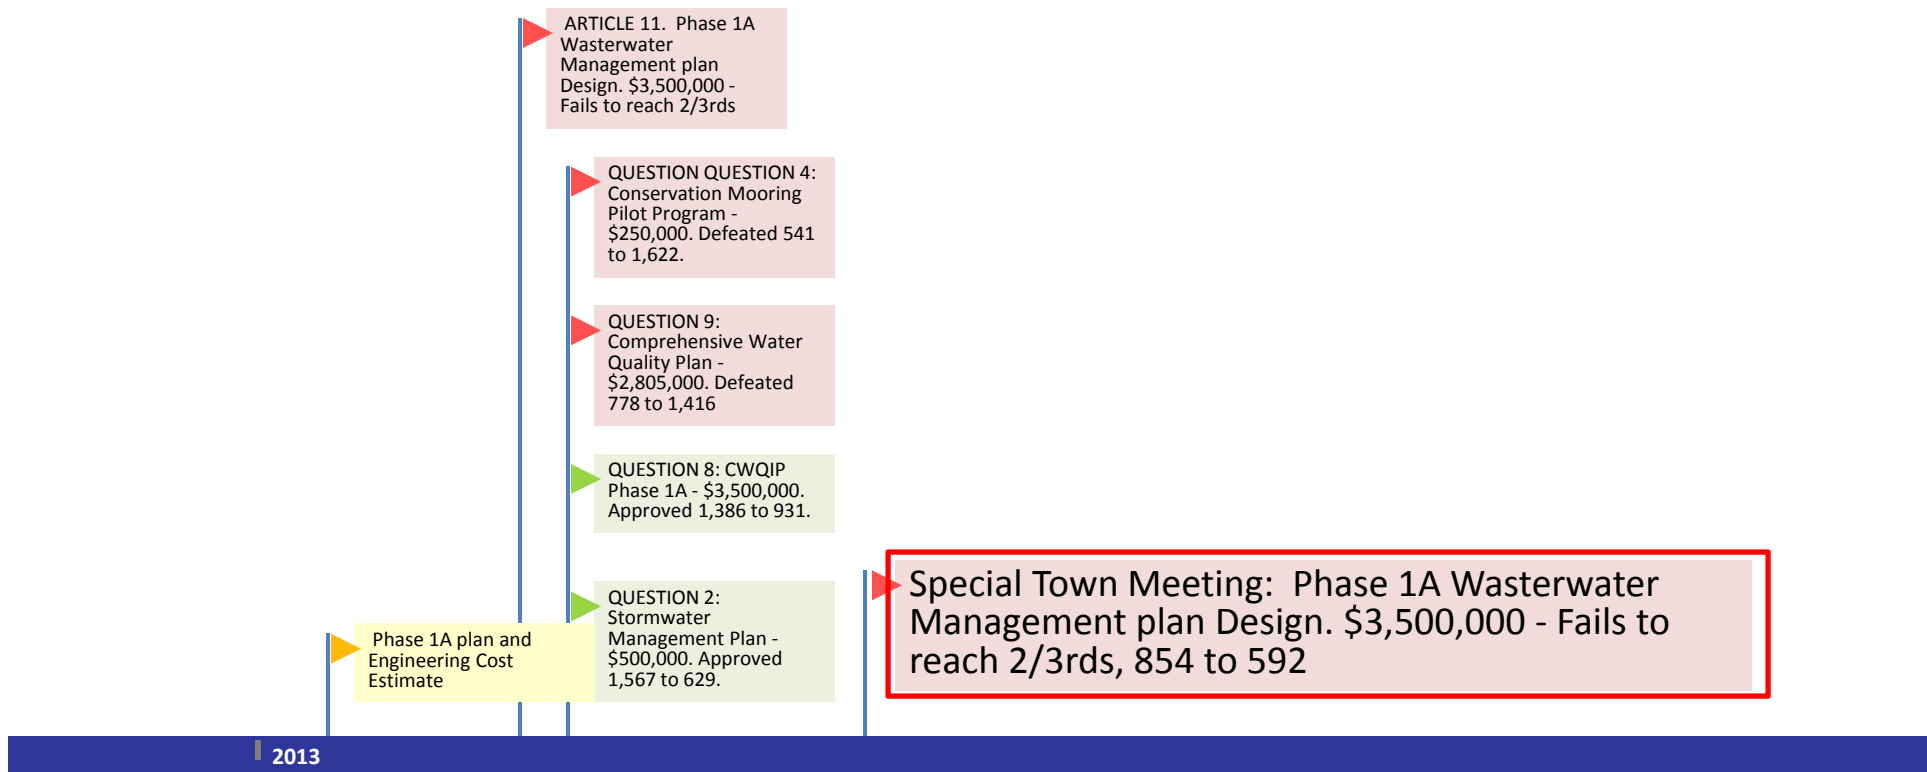 ARTICLE 11.  Phase 1A
Wasterwater
Management plan
Design. $3,500,000 -
Fails to reach 2/3rds
QUESTION QUESTION 4:
Conservation Mooring
Pilot Program -
$250,000. Defeated 541
to 1,622.
QUESTION 9:
Comprehensive Water
Quality Plan -
$2,805,000. Defeated
778 to 1,416
QUESTION 8: CWQIP
Phase 1A - $3,500,000.
Approved 1,386 to 931.
QUESTION 2:
Stormwater
Management Plan -
$500,000. Approved
1,567 to 629.
Phase 1A plan and
Engineering Cost
Estimate
Special Town Meeting:  Phase 1A Wasterwater
Management plan Design. $3,500,000 - Fails to
reach 2/3rds, 854 to 592
2013